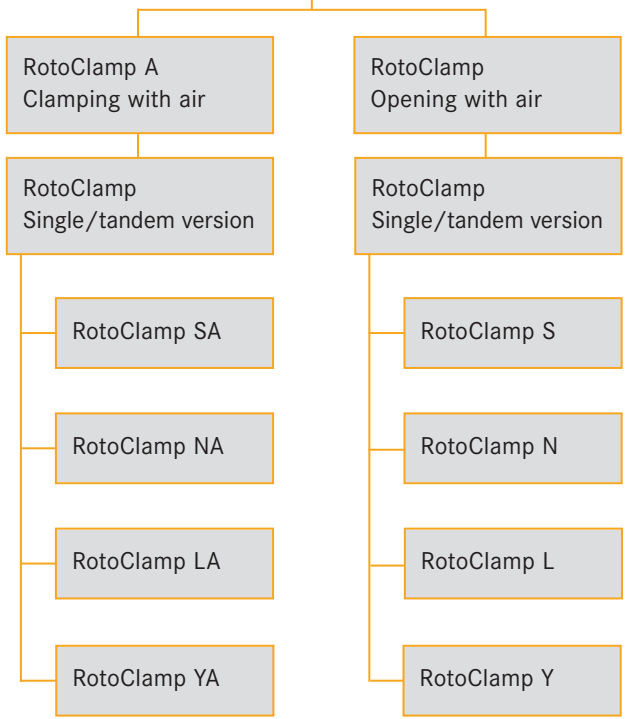 RotoClamp A
Clamping with air
RotoClamp
Opening with air
RotoClamp
Single/tandem version
RotoClamp
Single/tandem version
RotoClamp SA
RotoClamp S
RotoClamp NA
RotoClamp N
RotoClamp LA
RotoClamp L
RotoClamp YA
RotoClamp Y